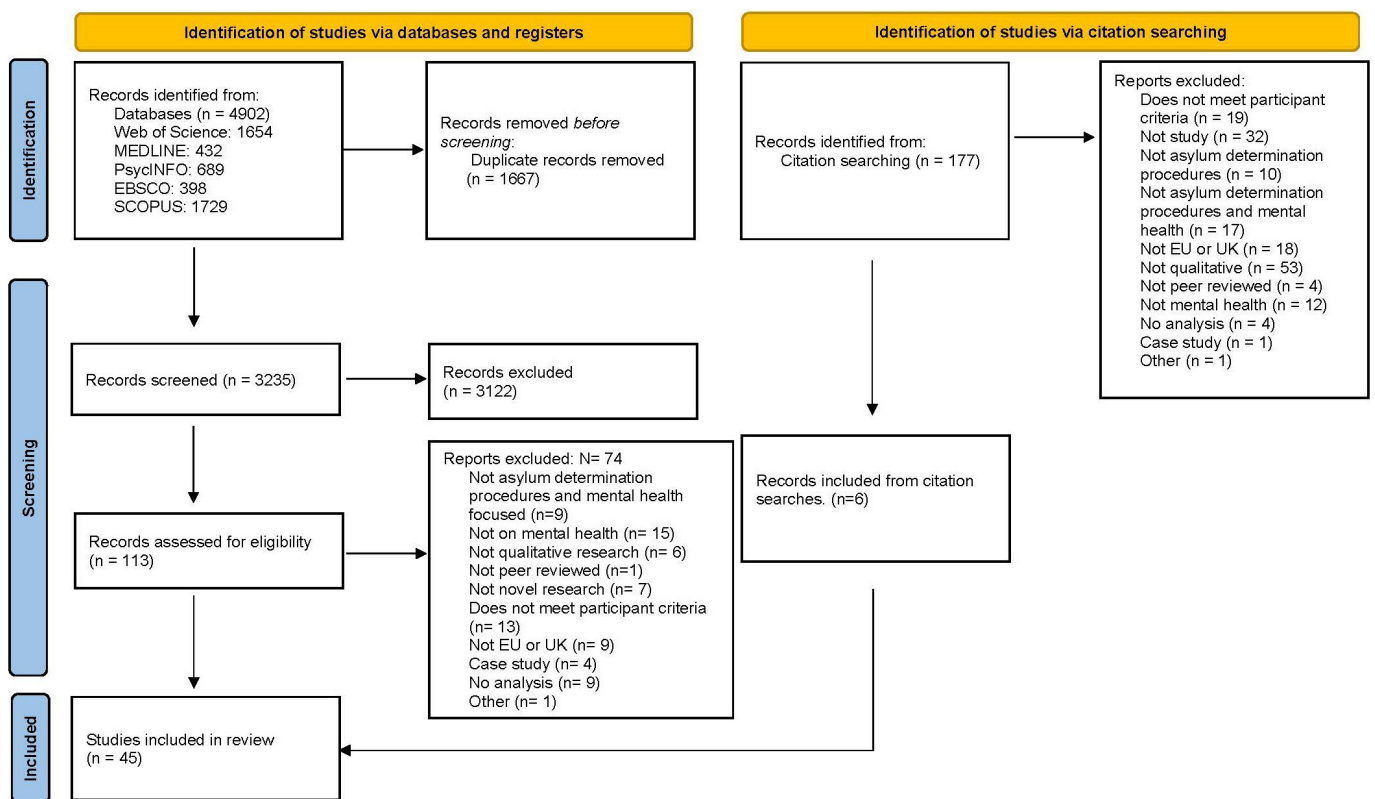 Identification of studies via databases and registers
Identification of studies via citation searching
Identification
Records identified from:
Databases (n = 4902)
Web of Science: 1654
MEDLINE: 432
PsycINFO: 689
EBSCO: 398
SCOPUS: 1729
Records removed before
screening:
Duplicate records removed
(n = 1667)
Records identified from:
Citation searching (n = 177)
Reports excluded:
Does not meet participant
criteria (n = 19)
Not study (n = 32)
Not asylum determination
procedures (n = 10)
Not asylum determination
procedures and mental
health (n = 17)
Not EU or UK (n = 18)
Not qualitative (n = 53)
Not peer reviewed (n = 4)
Not mental health (n = 12)
No analysis (n = 4)
Case study (n = 1)
Other (n = 1)
Screening
Records screened (n = 3235)
Records excluded
(n = 3122)
Records assessed for eligibility
(n = 113)
Reports excluded: N= 74
Not asylum determination
procedures and mental health
focused (n=9)
Not on mental health (n= 15)
Not qualitative research (n= 6)
Not peer reviewed (n=1)
Not novel research (n= 7)
Does not meet participant criteria
(n= 13)
Not EU or UK (n= 9)
Case study (n= 4)
No analysis (n= 9)
Other (n= 1)
Records included from citation
searches. (n=6)
Included
Studies included in review
(n = 45)